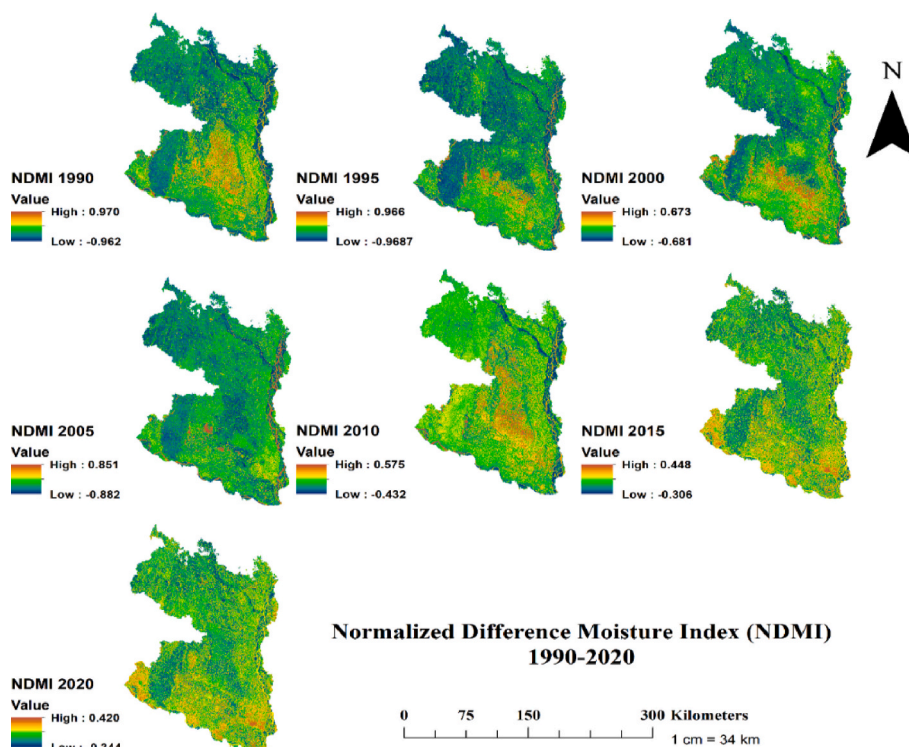 N
NDMI 1990
Value
High : 0.970
Low : -0.962
NDMI 1995
Value
High : 0.966
Low : -0.9687
NDMI 2000
Value
High : 0.673
Low : -0.681
NDMI 2005
Value
High : 0.851
Low : -0.882
NDMI 2010
Value
High : 0.575
Low : -0.432
NDMI 2015
Value
High : 0.448
Low : -0.306
NDMI 2020
Value
High : 0.420
Normalized Difference Moisture Index (NDMI)
1990-2020
0 75 150 300 Kilometers
1 cm = 34 km